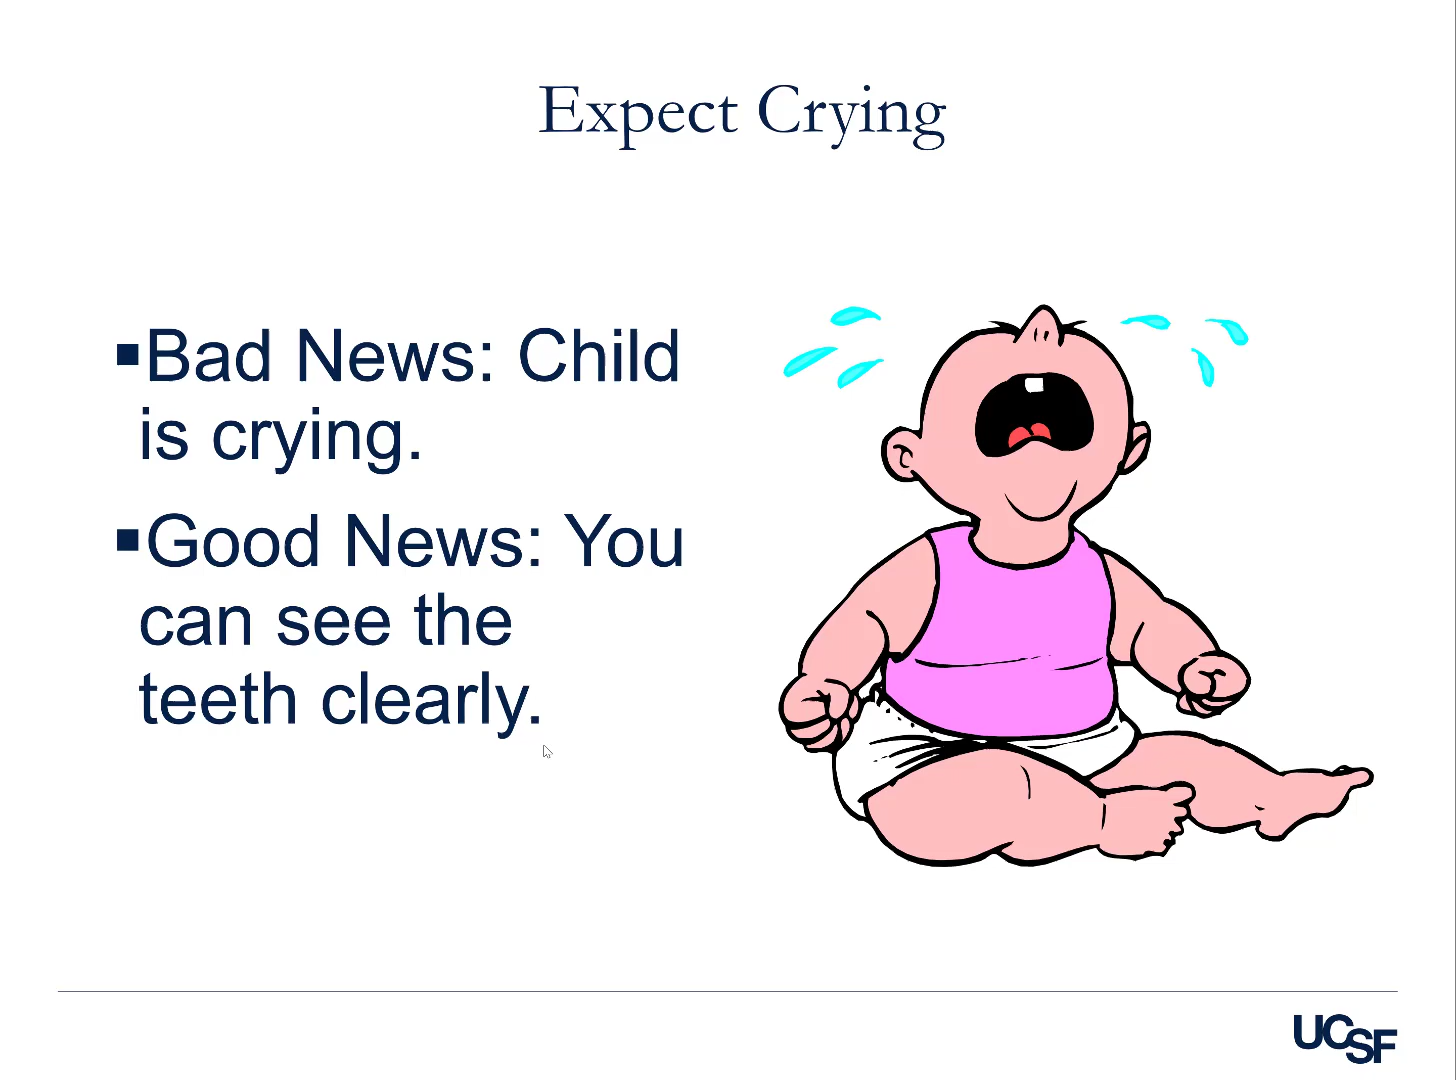 Expect Crying
▪Bad News: Child
is crying.
▪Good News: You
can see the
teeth clearly.
UCSF